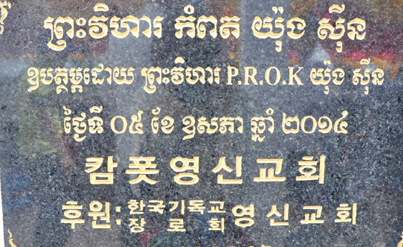 ព្រះវិហារ កំពត យ៉ុង ស៊ីន
ឧបត្ថម្ភដោយ ព្រះវិហារ P.R.O.K យ៉ុង ស៊ីន
ថ្ងៃទី ០៥ ខែ ឧសភា ឆ្នាំ ២០១៤
캄폿영신교회
후원: 한국기독교장로회 영신교회